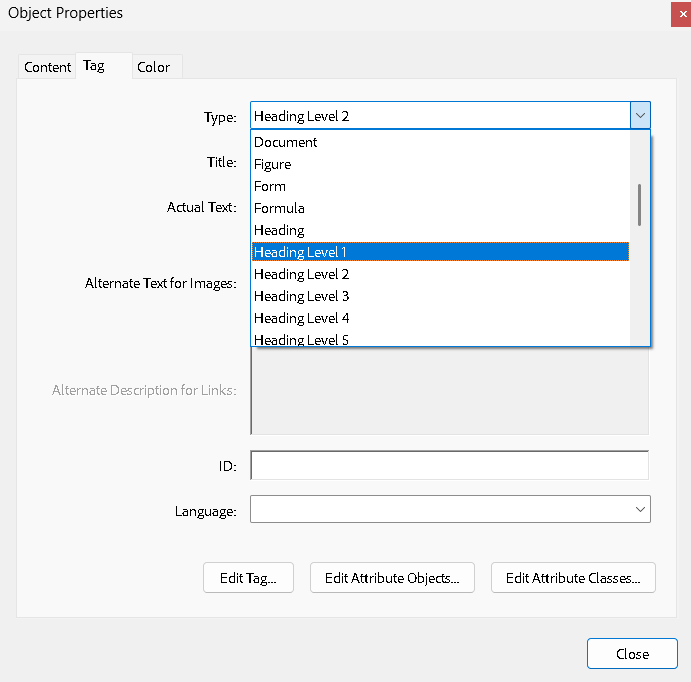 Object Properties
Content Tag Color
Type: Heading Level 2
Document
Title:
Figure
Form
Actual Text:
Formula
Heading
Heading Level 1
Heading Level 2
Alternate Text for Images:
Heading Level 3
Heading Level 4
Heading Level 5
Alternate Description for Links:
ID:
Language:
Edit Tag... Edit Attribute Objects... Edit Attribute Classes...
Close